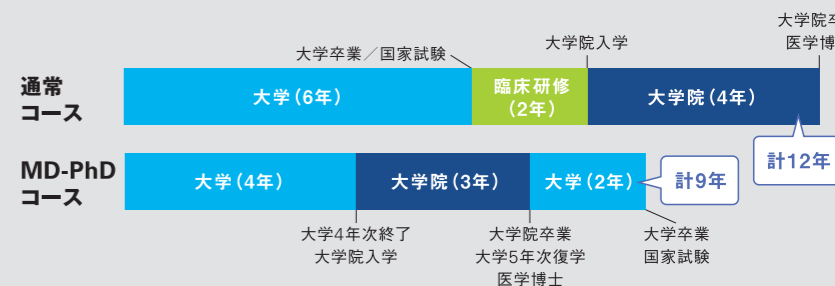 大学院卒
医学博
大学院入学
大学卒業／国家試験
通常
コース
大学(6年)
臨床研修
(2年)
大学院(4年)
計12年
MD-PhD
コース
大学(4年)
大学院(3年)
大学(2年)
計9年
大学4年次終了
大学院入学
大学院卒業
大学5年次復学
医学博士
大学卒業
国家試験